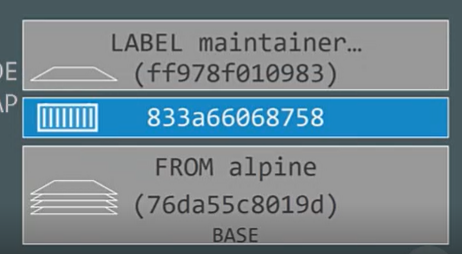 LABEL maintainer…
(ff978f010983)
833a66068758
FROM alpine
(76da55c8019d)
BASE